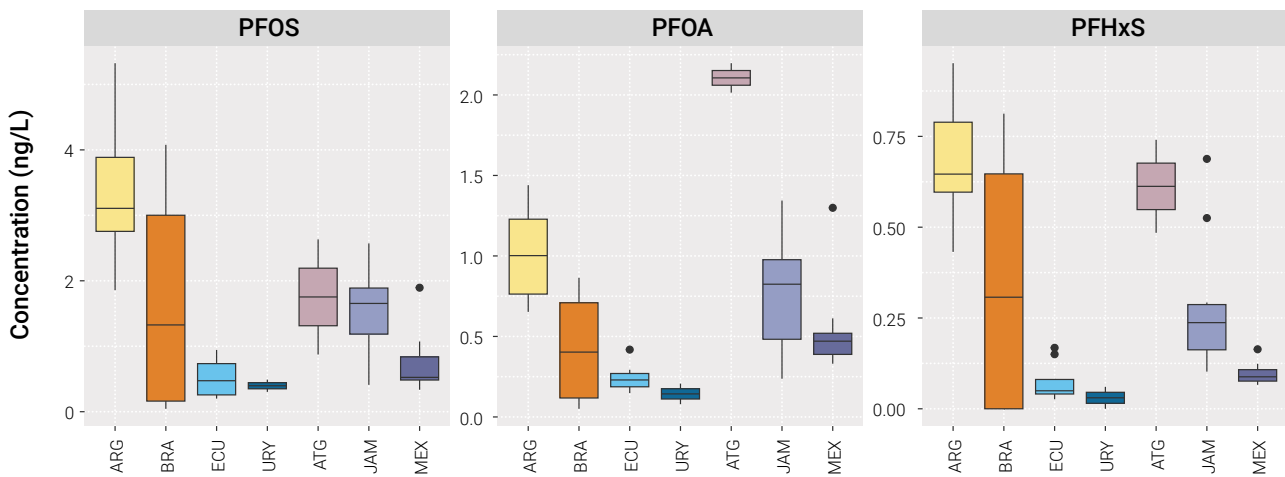 PFOS
PFOA
PFHxS
Concentration (ng/L)
4
2
0
2.0
1.5
1.0
0.5
0.0
0.75
0.50
0.25
0.00
ARG BRA ECU URY ATG JAM MEX
ARG BRA ECU URY ATG JAM MEX
ARG BRA ECU URY ATG JAM MEX